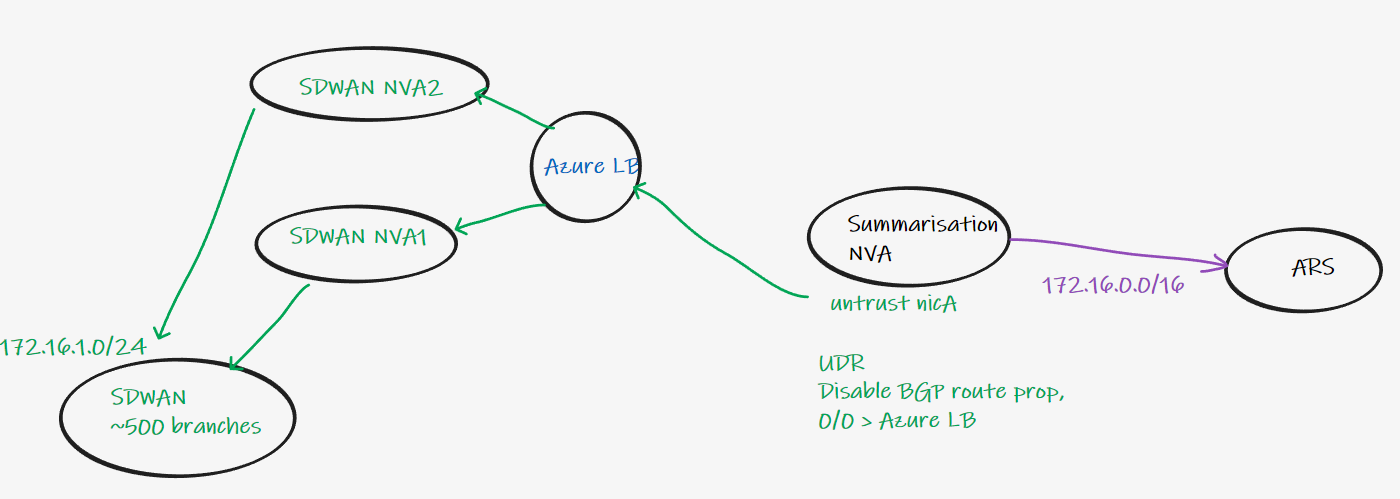 SDWAN NVA2
Azure LB
SDWAN NVA1
Summarisation
NVA
ARS
172.16.0.0/16
untrust nicA
172.16.1.0/24
SDWAN
~500 branches
UDR
Disable BGP route prop,
0/0 > Azure LB